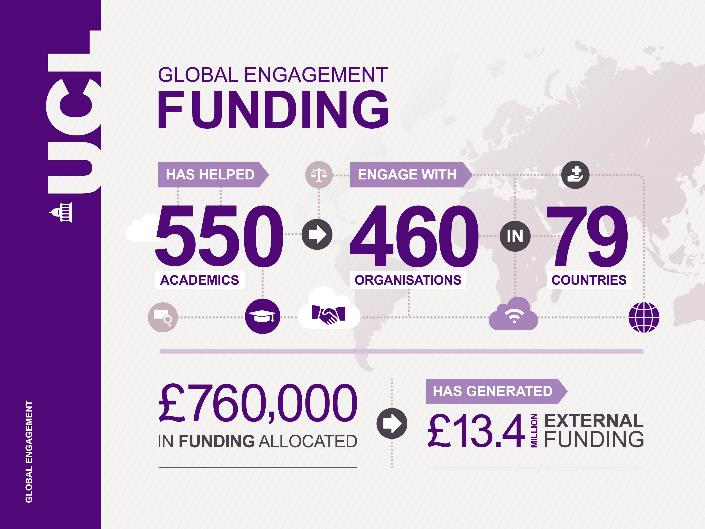 UCL
GLOBAL ENGAGEMENT
GLOBAL ENGAGEMENT
FUNDING
HAS HELPED
550
ACADEMICS
ENGAGE WITH
460
ORGANISATIONS
IN
79
COUNTRIES
£760,000
IN FUNDING ALLOCATED
HAS GENERATED
£13.4 MILLION
EXTERNAL
FUNDING